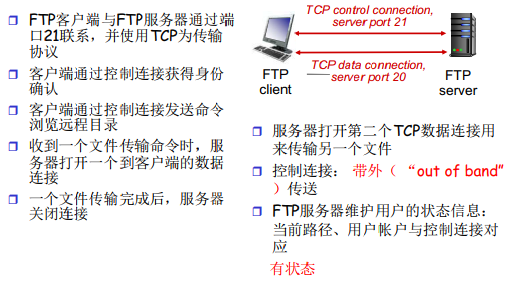 FTP客户端与FTP服务器通过端
口21联系，并使用TCP为传输
协议
客户端通过控制连接获得身份
确认
客户端通过控制连接发送命令
浏览远程目录
收到一个文件传输命令时，服
务器打开一个到客户端的数据
连接
一个文件传输完成后，服务器
关闭连接
TCP control connection,
server port 21
TCP data connection,
server port 20
FTP
client
FTP
server
服务器打开第二个TCP数据连接用
来传输另一个文件
控制连接： 带外（ “out of band”
）传送
FTP服务器维护用户的状态信息：
当前路径、用户帐户与控制连接对
应
有状态